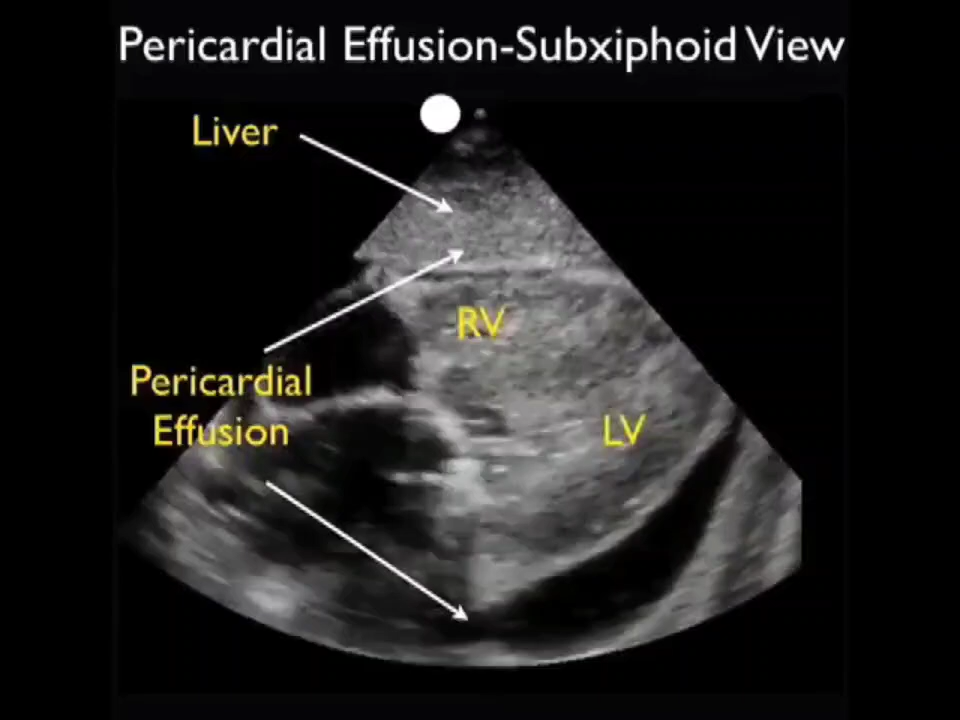 Pericardial Effusion-Subxiphoid View
Liver
RV
Pericardial
Effusion
LV